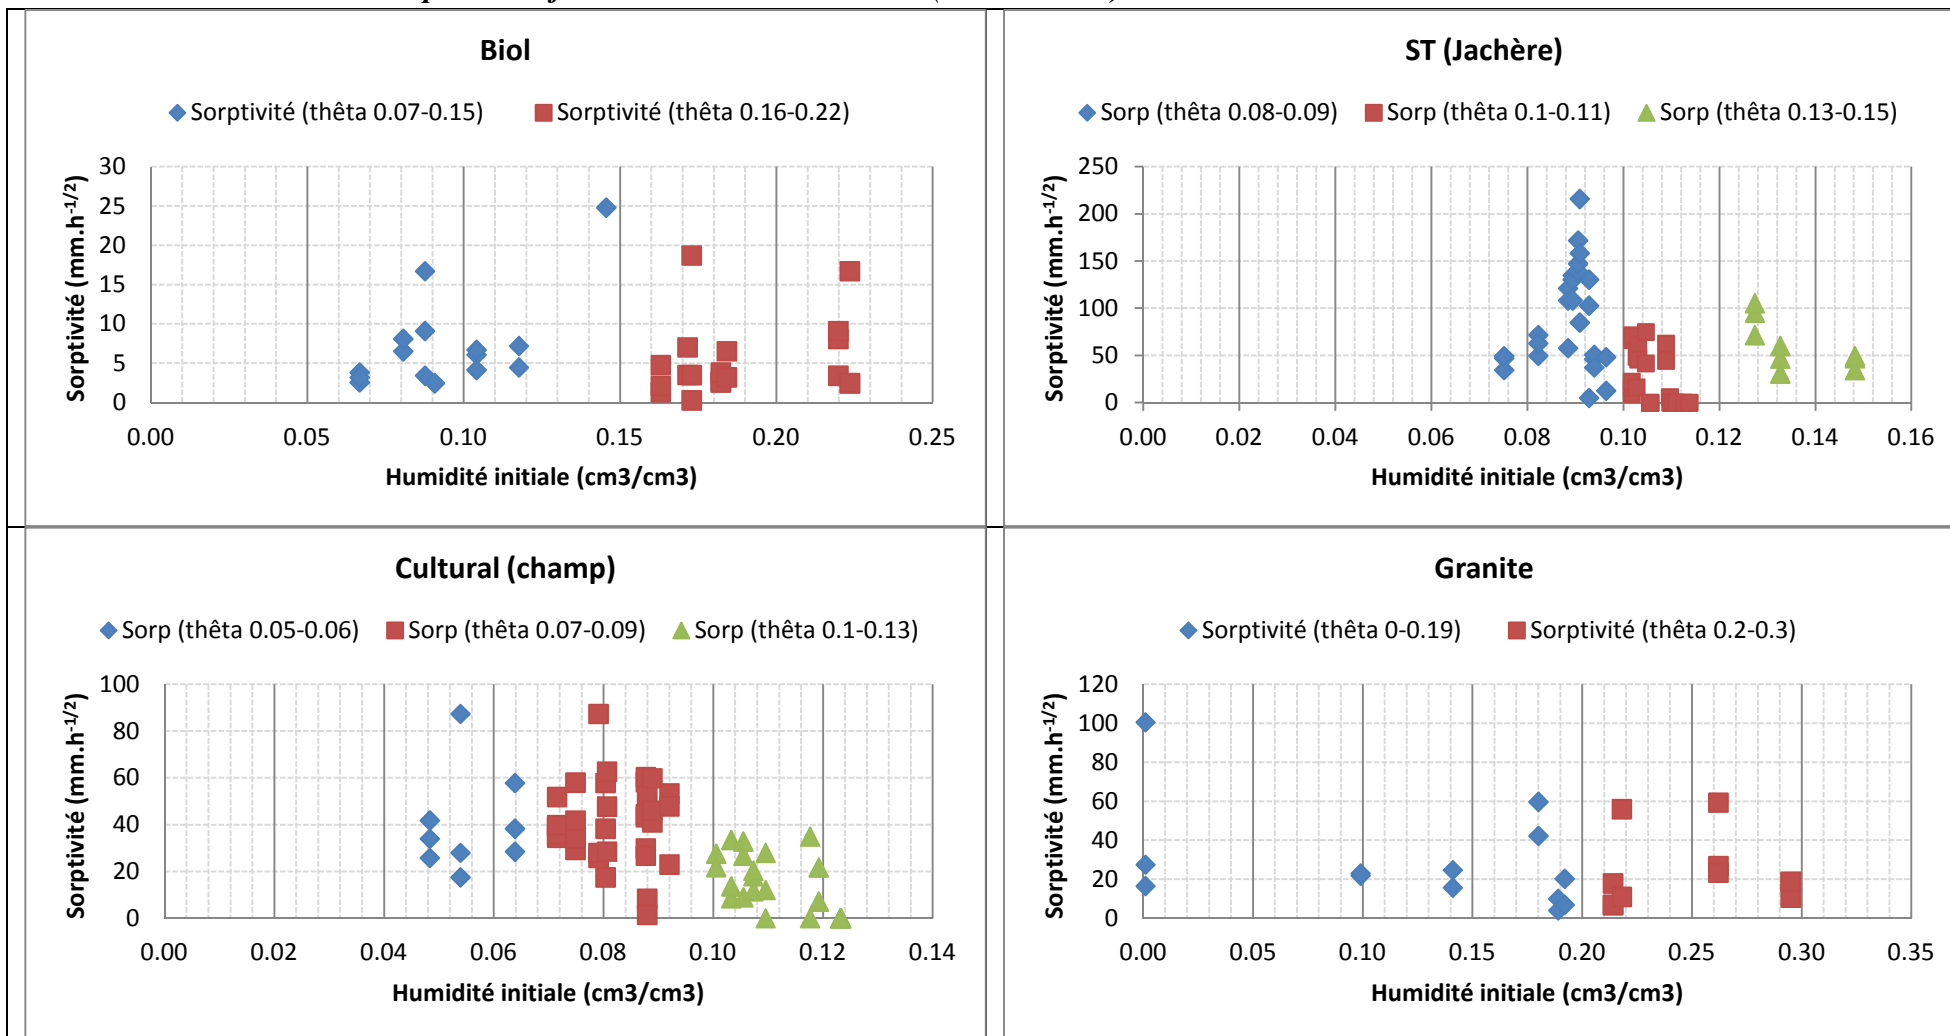 Biol
Sorptivité (thêta 0.07-0.15) Sorptivité (thêta 0.16-0.22)
Sorptivité (mm.h-1/2)
30
25
20
15
10
5
0
0.00 0.05 0.10 0.15 0.20 0.25
Humidité initiale (cm3/cm3)
ST (Jachère)
Sorp (thêta 0.08-0.09) Sorp (thêta 0.1-0.11) Sorp (thêta 0.13-0.15)
Sorptivité (mm.h-1/2)
250
200
150
100
50
0
0.00 0.02 0.04 0.06 0.08 0.10 0.12 0.14 0.16
Humidité initiale (cm3/cm3)
Cultural (champ)
Sorp (thêta 0.05-0.06) Sorp (thêta 0.07-0.09) Sorp (thêta 0.1-0.13)
Sorptivité (mm.h-1/2)
100
80
60
40
20
0
0.00 0.02 0.04 0.06 0.08 0.10 0.12 0.14
Humidité initiale (cm3/cm3)
Granite
Sorptivité (thêta 0-0.19) Sorptivité (thêta 0.2-0.3)
Sorptivité (mm.h-1/2)
120
100
80
60
40
20
0
0.00 0.05 0.10 0.15 0.20 0.25 0.30 0.35
Humidité initiale (cm3/cm3)